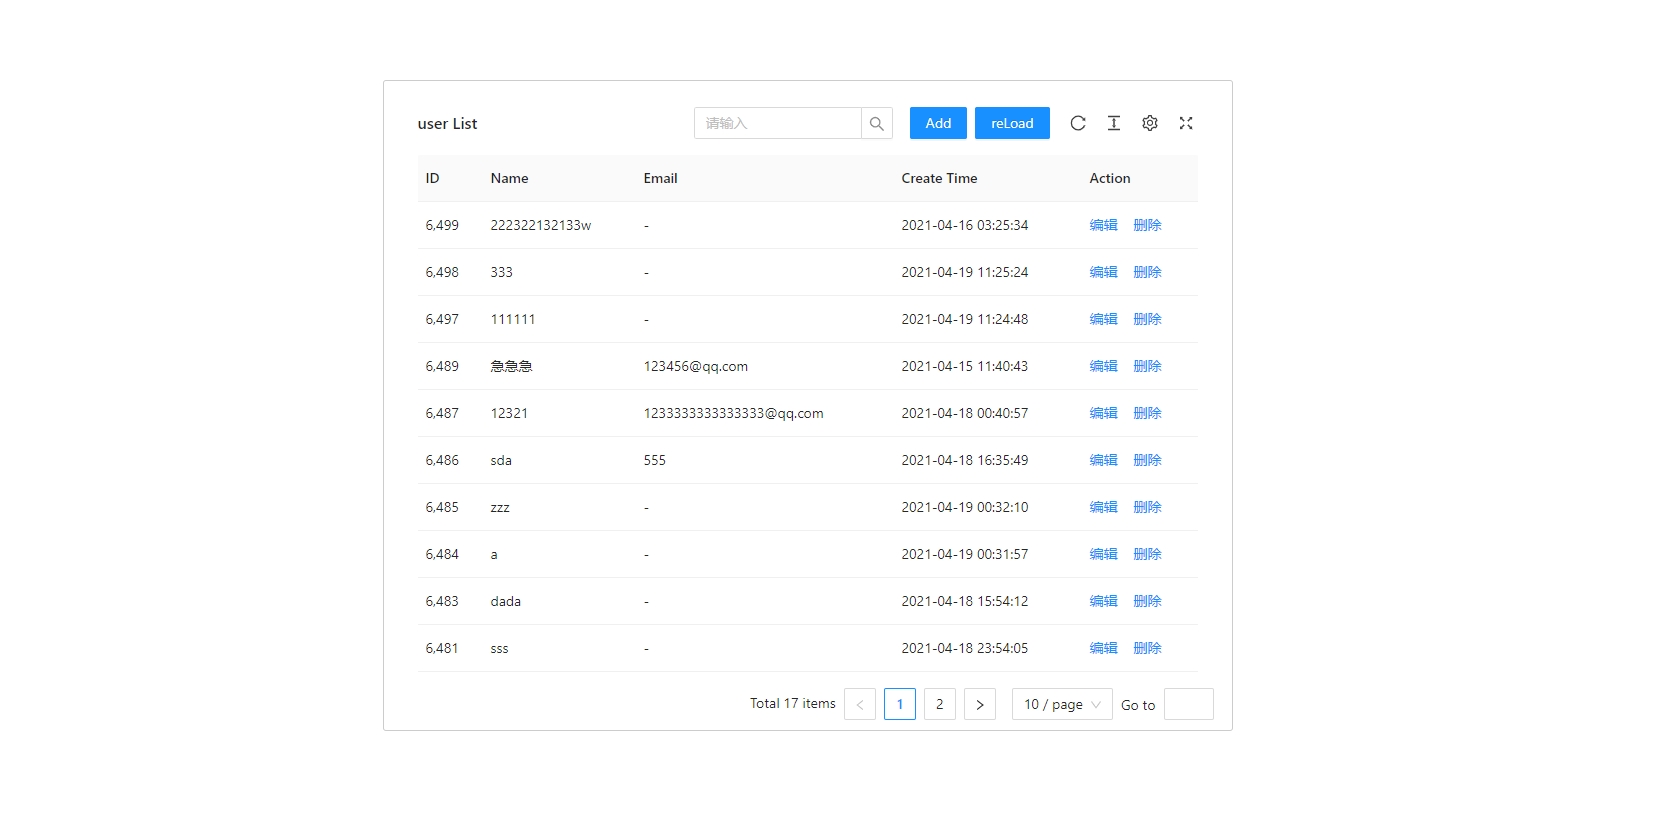 user List 请输入 Add reLoad
ID Name Email Create Time Action
6,499 222322132133w - 2021-04-16 03:25:34 编辑 删除
6,498 333 - 2021-04-19 11:25:24 编辑 删除
6,497 111111 - 2021-04-19 11:24:48 编辑 删除
6,489 急急急 123456@qq.com 2021-04-15 11:40:43 编辑 删除
6,487 12321 1233333333333333@qq.com 2021-04-18 00:40:57 编辑 删除
6,486 sda 555 2021-04-18 16:35:49 编辑 删除
6,485 zzz - 2021-04-19 00:32:10 编辑 删除
6,484 a - 2021-04-19 00:31:57 编辑 删除
6,483 dada - 2021-04-18 15:54:12 编辑 删除
6,481 sss - 2021-04-18 23:54:05 编辑 删除
Total 17 items < 1 2 > 10 / page Go to